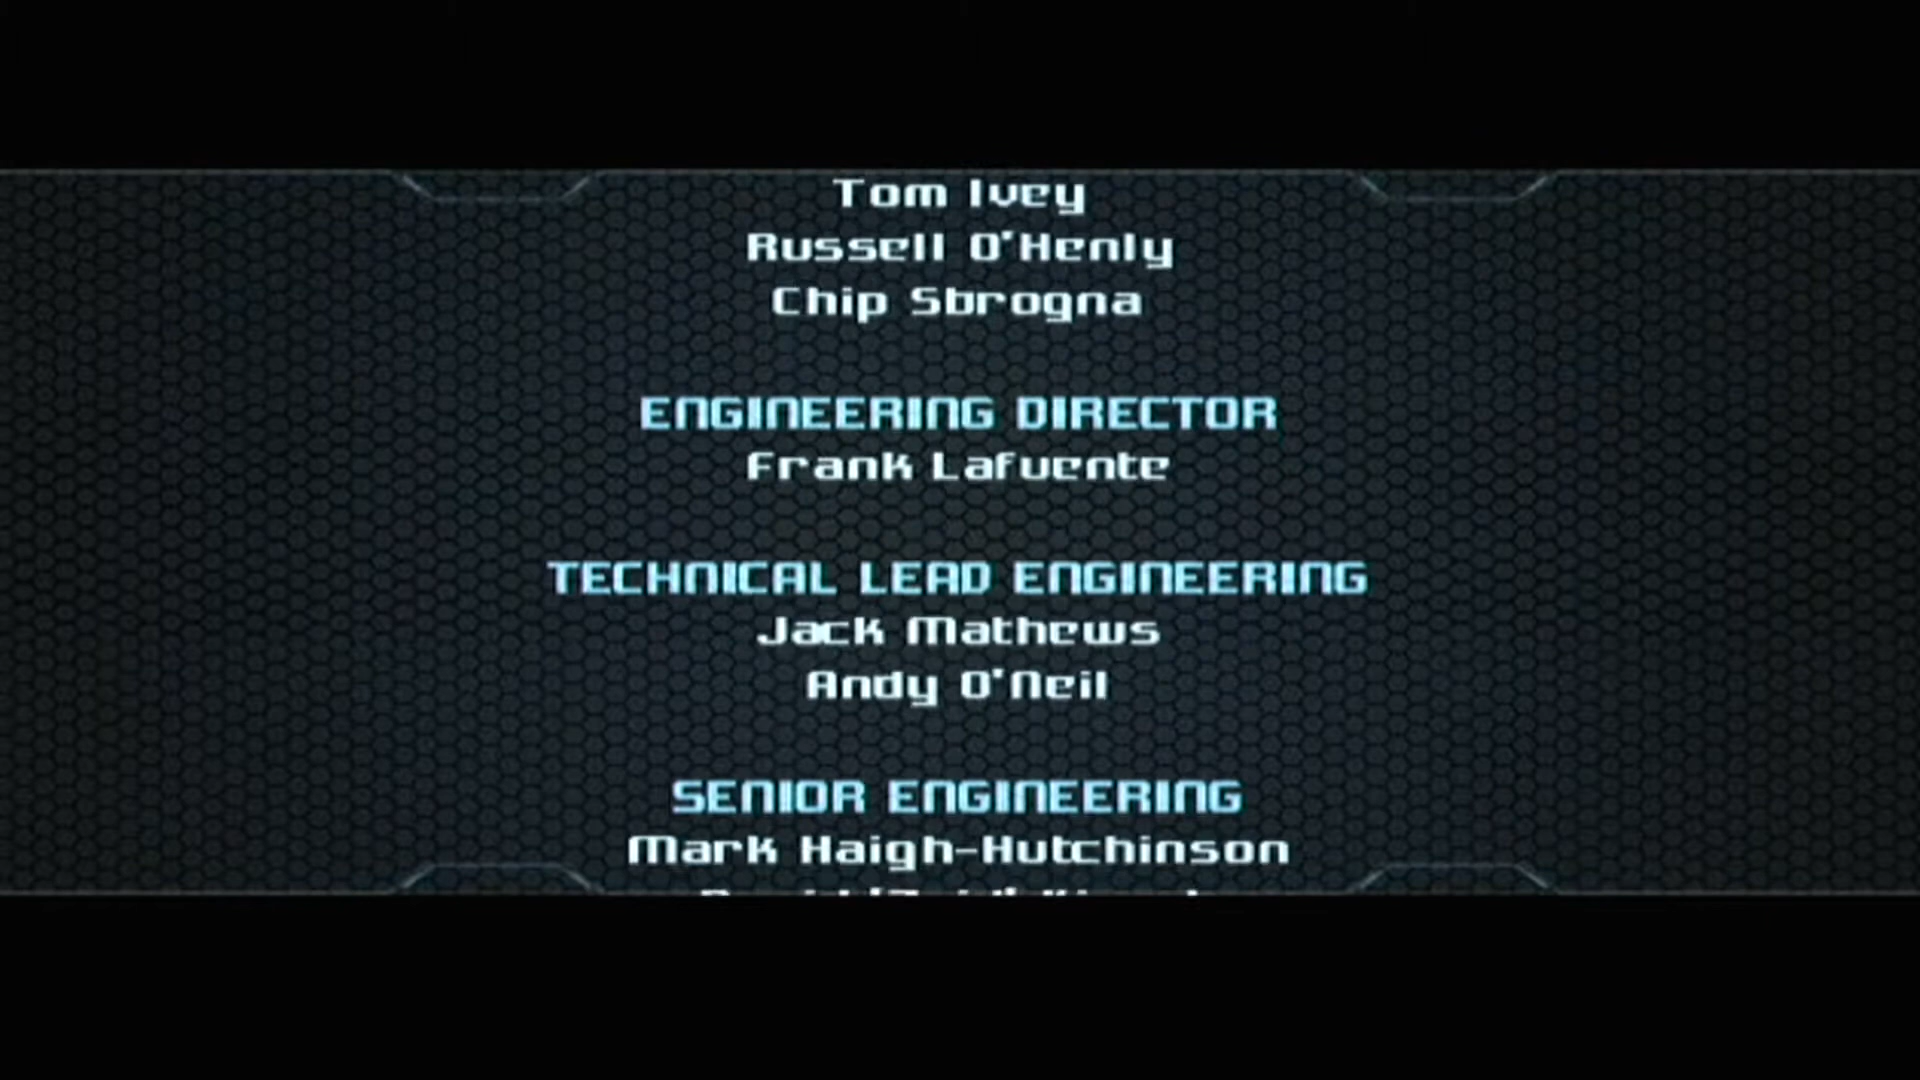 Tom Ivey
Russell O'Henly
Chip Sbrogna
ENGINEERING DIRECTOR
Frank Lafuente
TECHNICAL LEAD ENGINEERING
Jack Mathews
Andy O'Neil
SENIOR ENGINEERING
Mark Haigh-Hutchinson